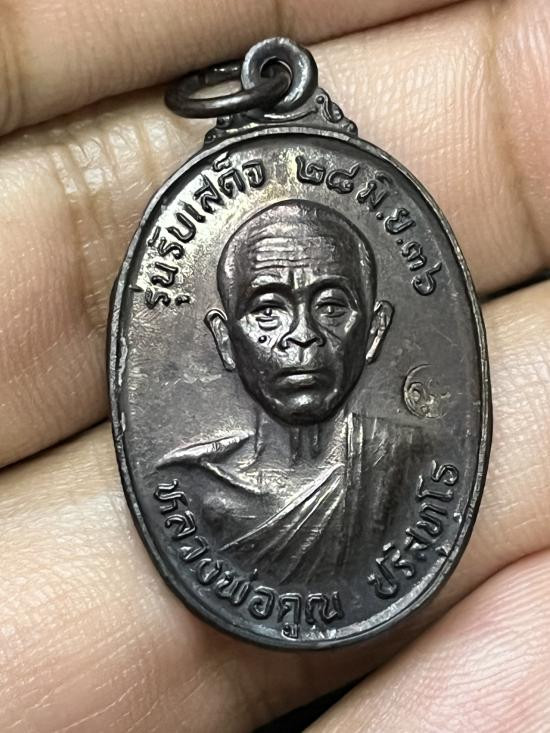 รุ่นรับเสด็จ ๒๘ มิ.ย.๓๖
หลวงพ่อคูณ ปริสุทฺโธ